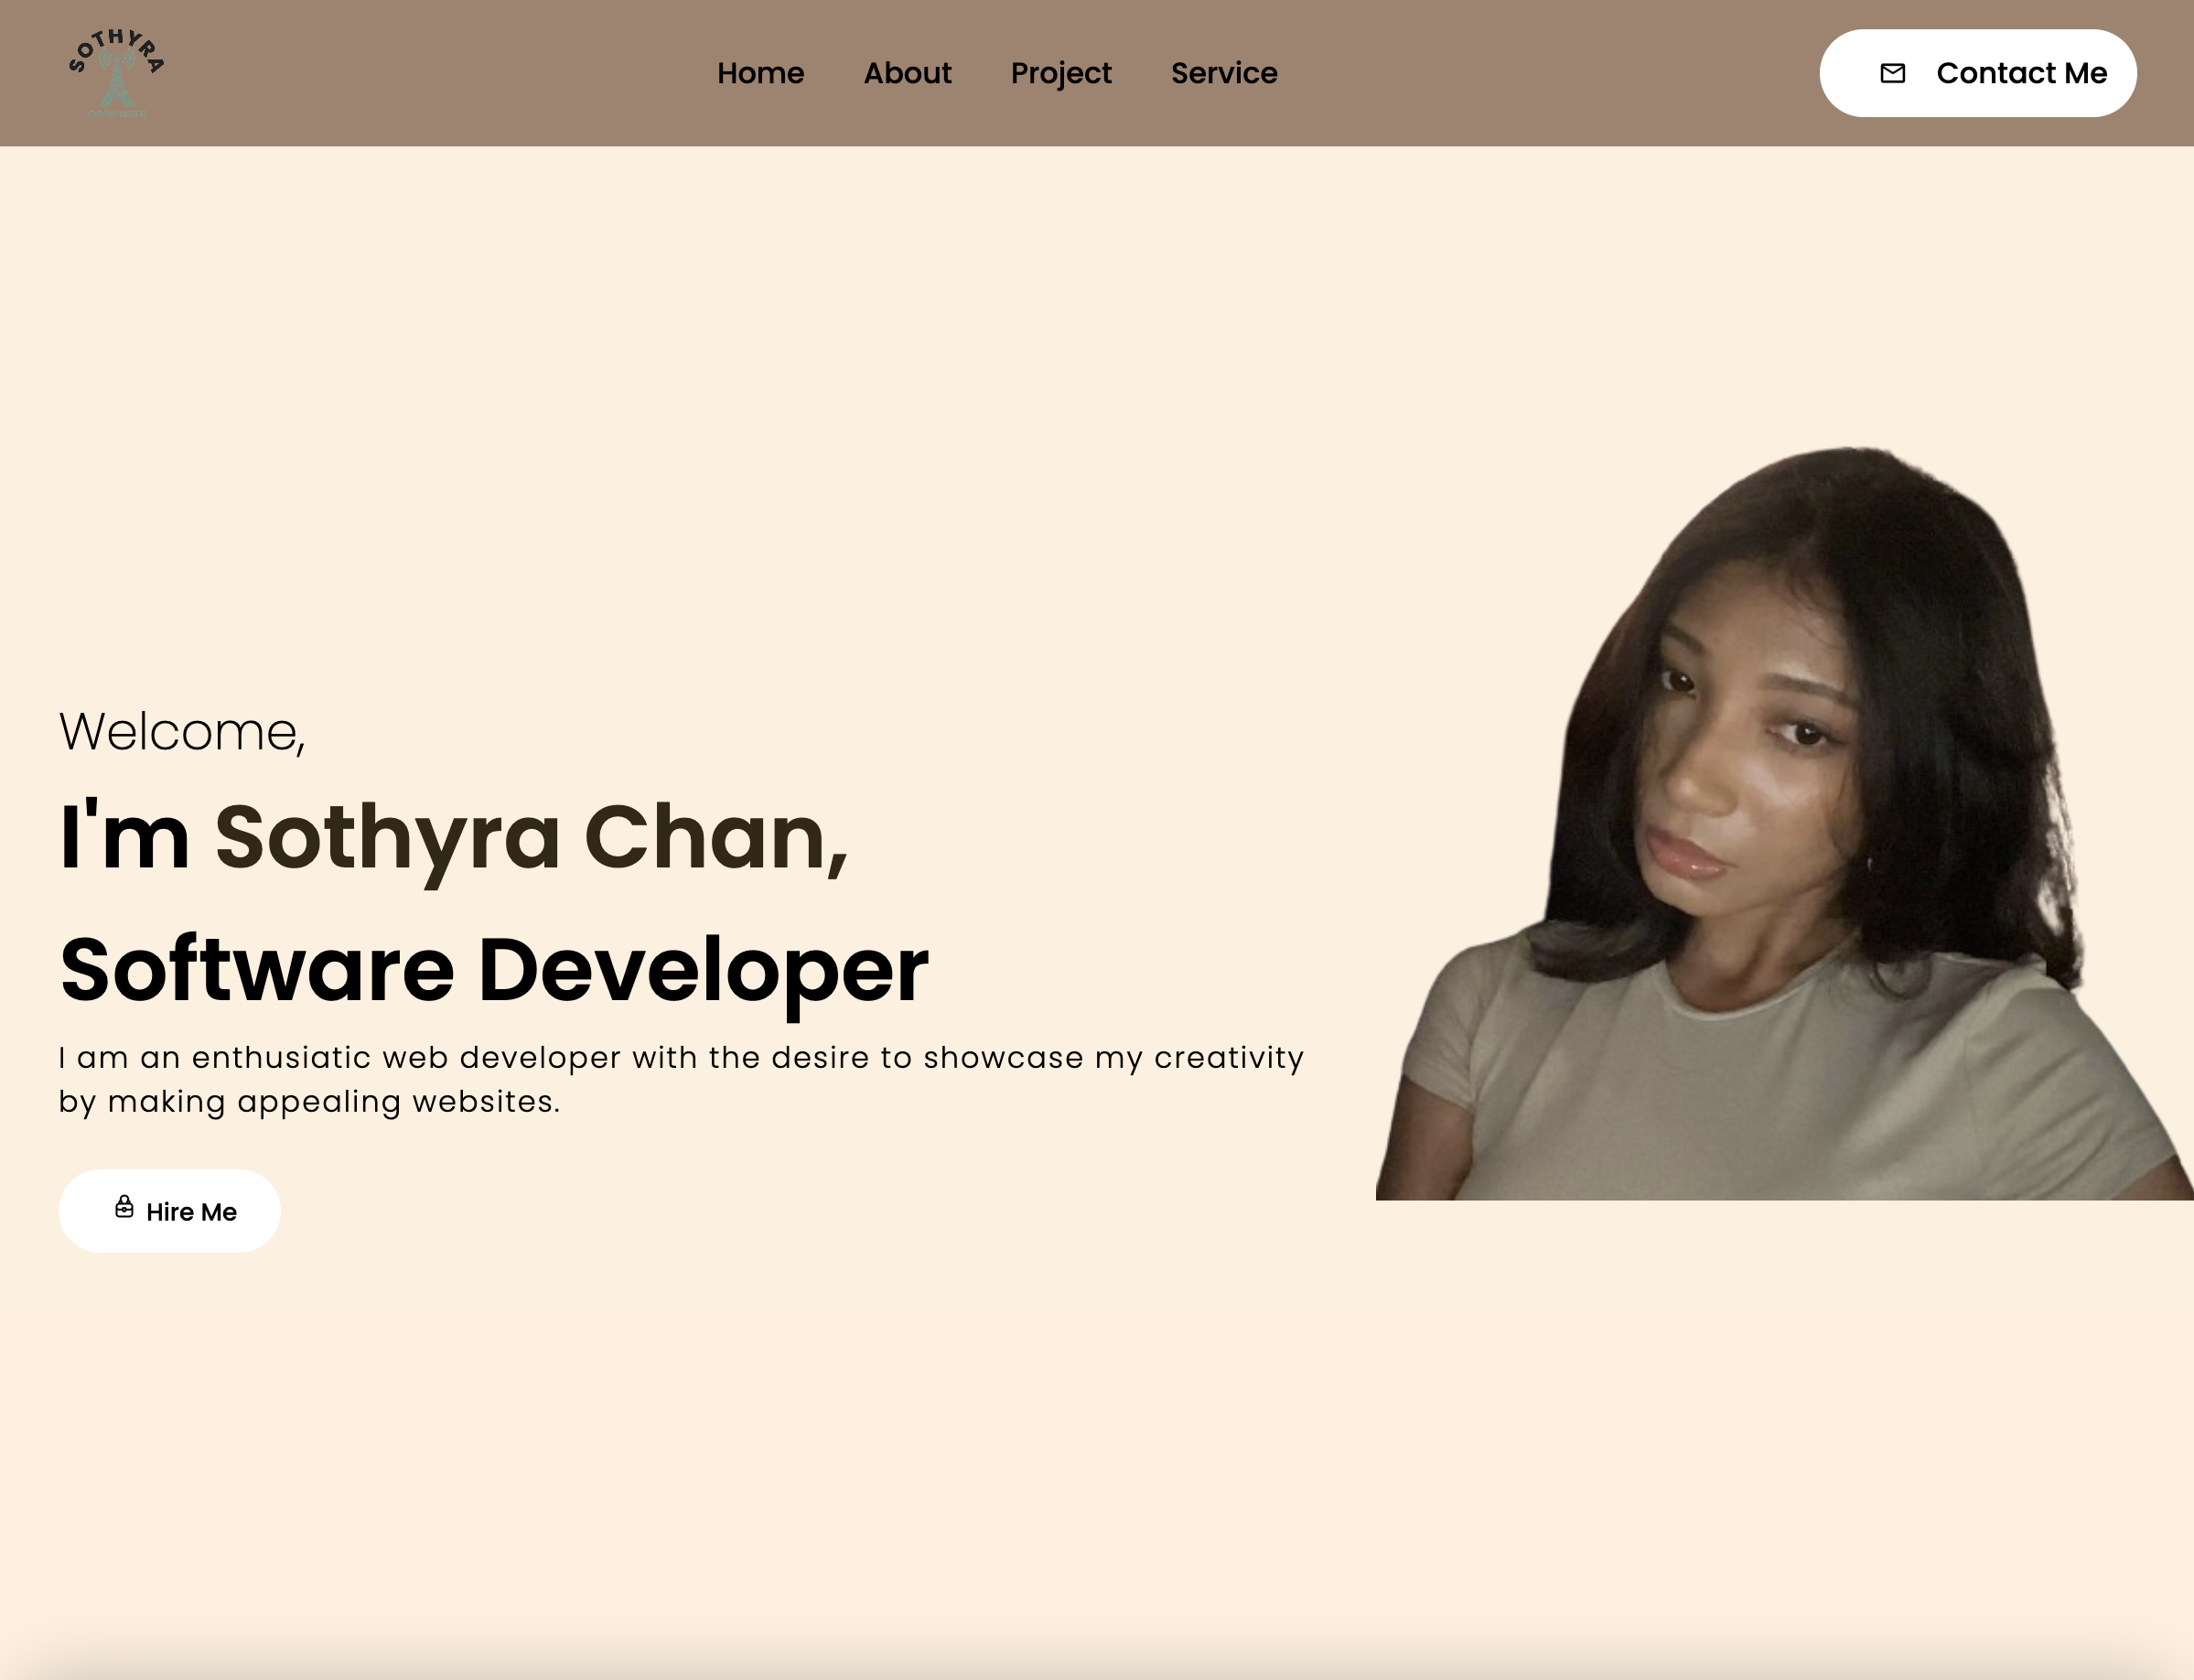 SOTHYRA
Home About Project Service
Contact Me
Welcome,
I'm Sothyra Chan,
Software Developer
I am an enthusiatic web developer with the desire to showcase my creativity
by making appealing websites.
Hire Me